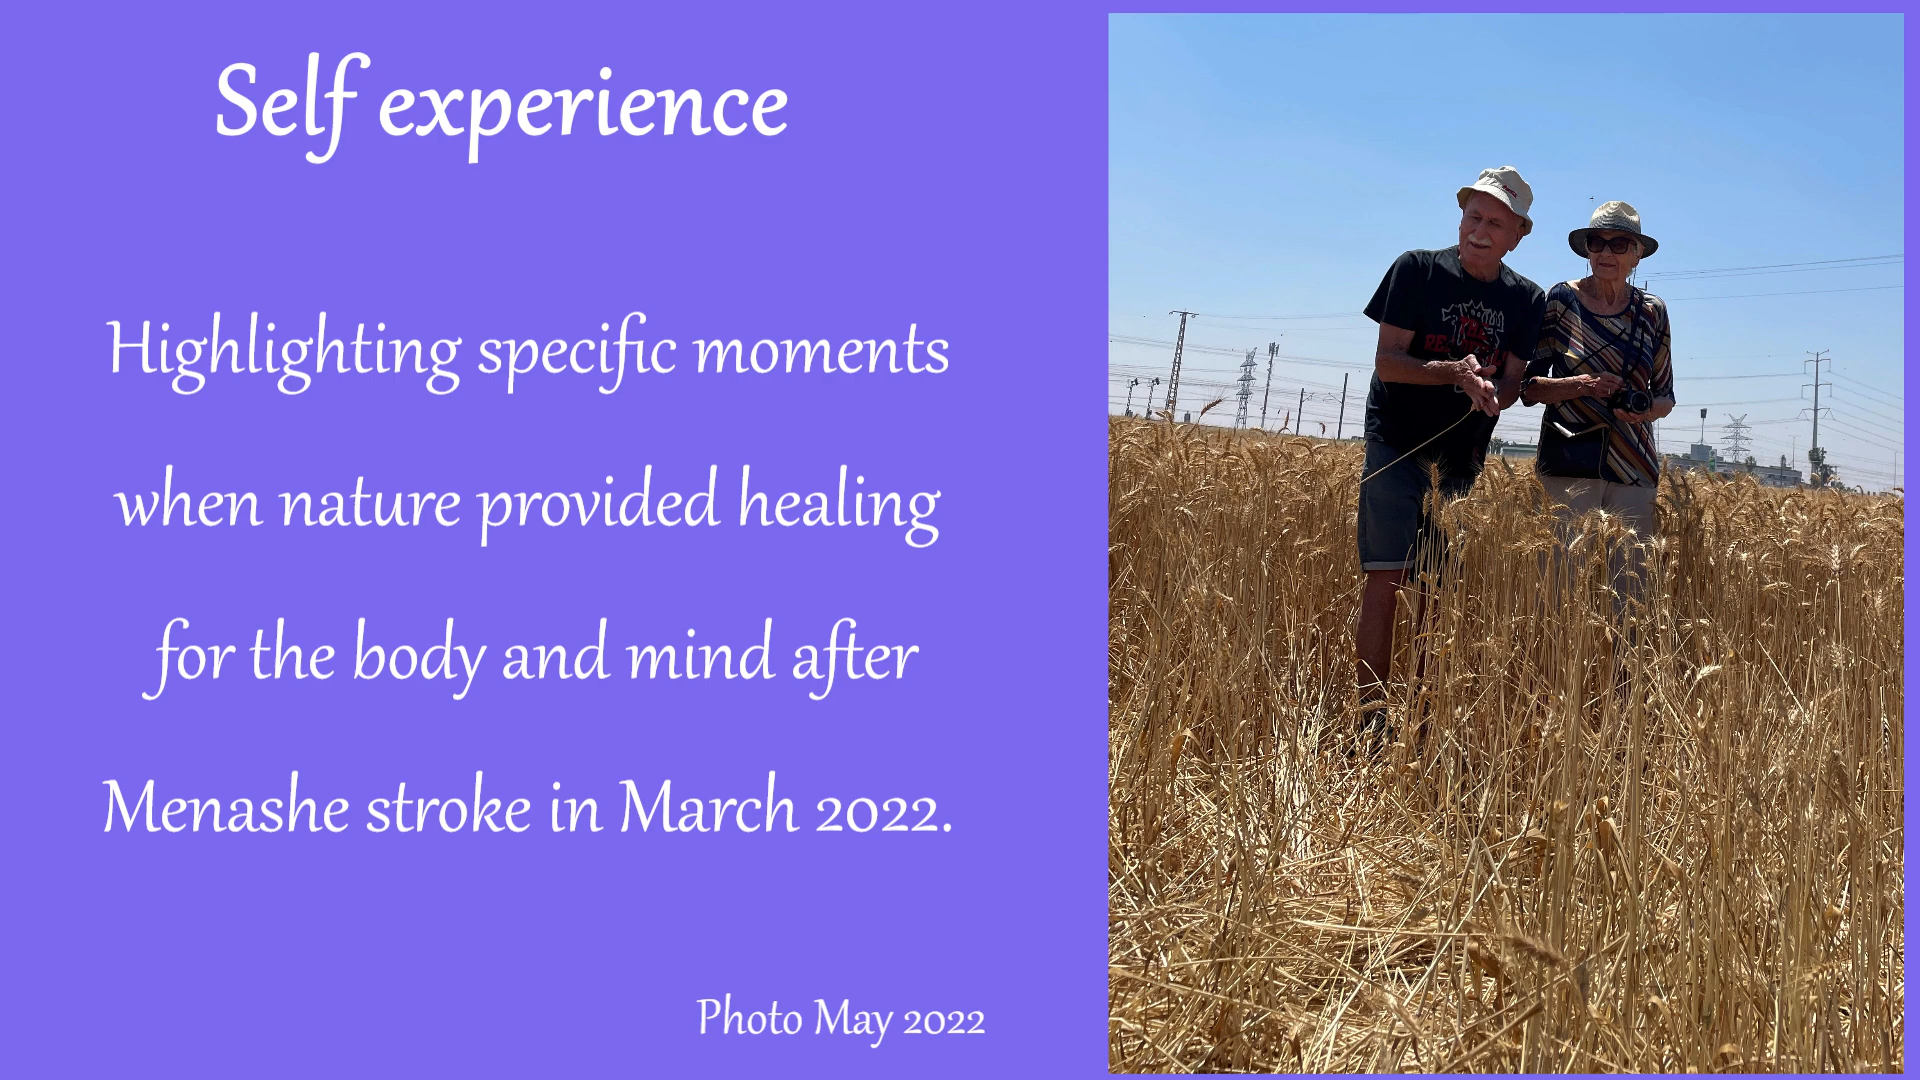 Self experience
Highlighting specific moments
when nature provided healing
for the body and mind after
Menashe stroke in March 2022.
Photo May 2022